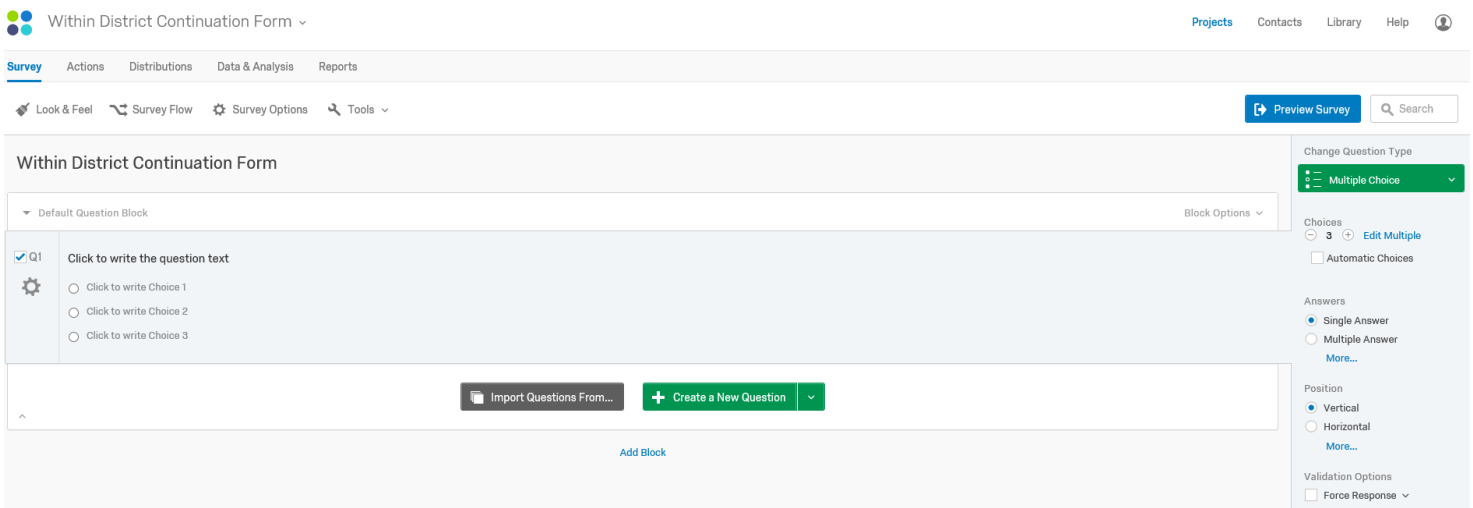 Within District Continuation Form
Projects Contacts Library Help
Survey Actions Distributions Data & Analysis Reports
Look & Feel Survey Flow Survey Options Tools
Preview Survey Search
Within District Continuation Form
Default Question Block Block Options
Q1 Click to write the question text
Click to write Choice 1
Click to write Choice 2
Click to write Choice 3
Import Questions From... Create a New Question
Add Block
Change Question Type
Multiple Choice
Choices
3 Edit Multiple
Automatic Choices
Answers
Single Answer
Multiple Answer
More...
Position
Vertical
Horizontal
More...
Validation Options
Force Response